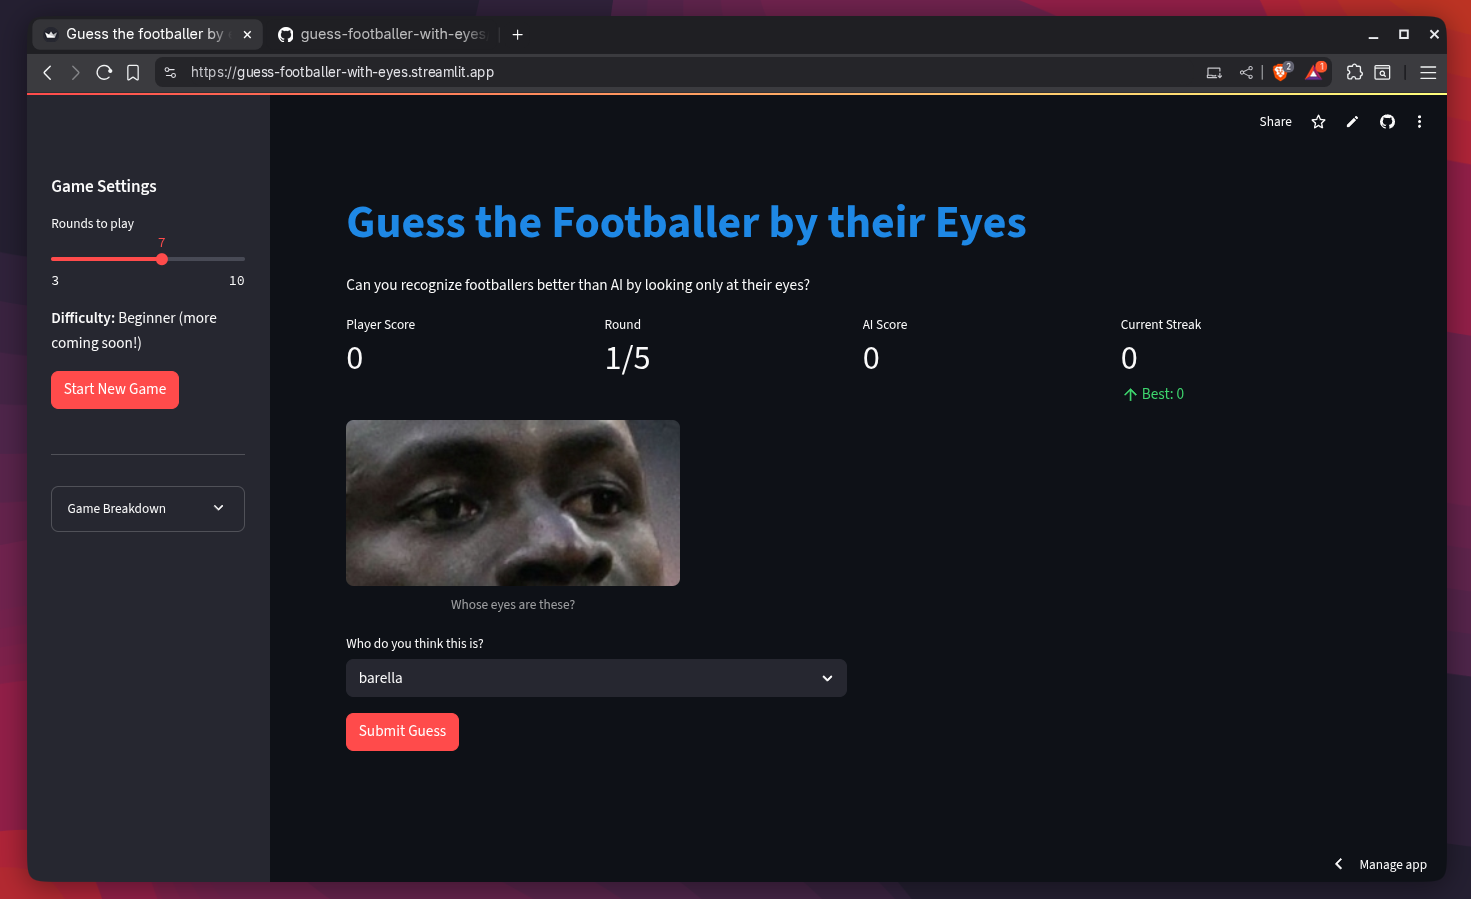 Guess the footballer by
guess-footballer-with-eyes
https://guess-footballer-with-eyes.streamlit.app
2
1
Share
Game Settings
Rounds to play
7
3
10
Difficulty: Beginner (more
coming soon!)
Start New Game
Game Breakdown
Guess the Footballer by their Eyes
Can you recognize footballers better than AI by looking only at their eyes?
Player Score
0
Round
1/5
AI Score
0
Current Streak
0
Best: 0
Whose eyes are these?
Who do you think this is?
barella
Submit Guess
Manage app